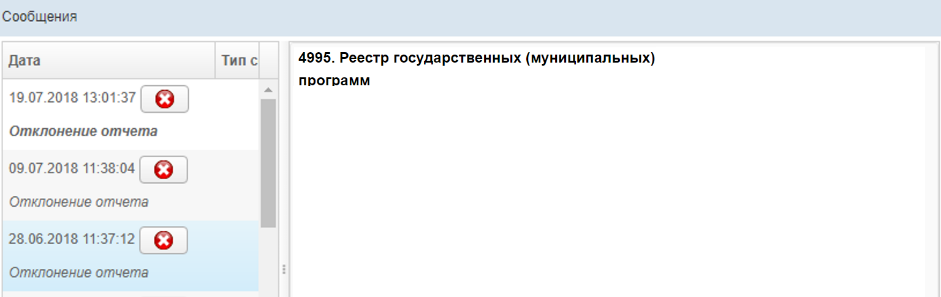 Сообщения
Дата Тип с
19.07.2018 13:01:37
Отклонение отчета
09.07.2018 11:38:04
Отклонение отчета
28.06.2018 11:37:12
Отклонение отчета
4995. Реестр государственных (муниципальных)
программ